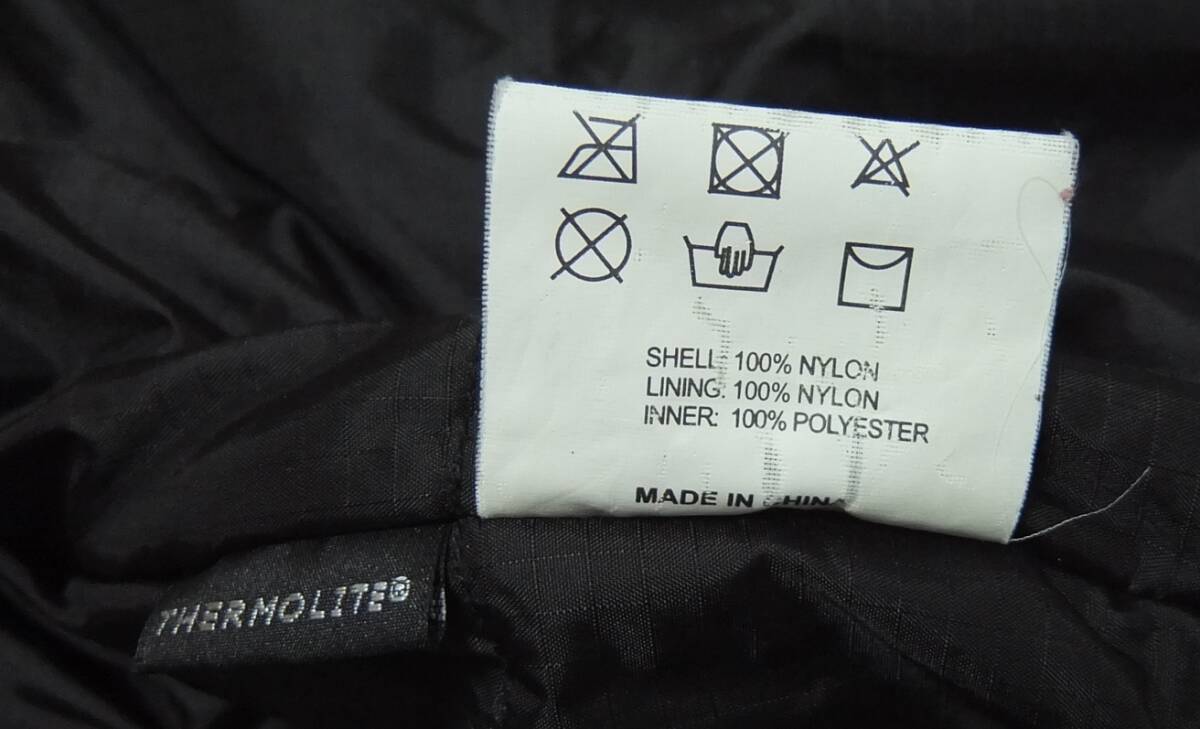 SHELL: 100% NYLON
LINING: 100% NYLON
INNER: 100% POLYESTER
MADE IN CHINA
THERMOLITE®